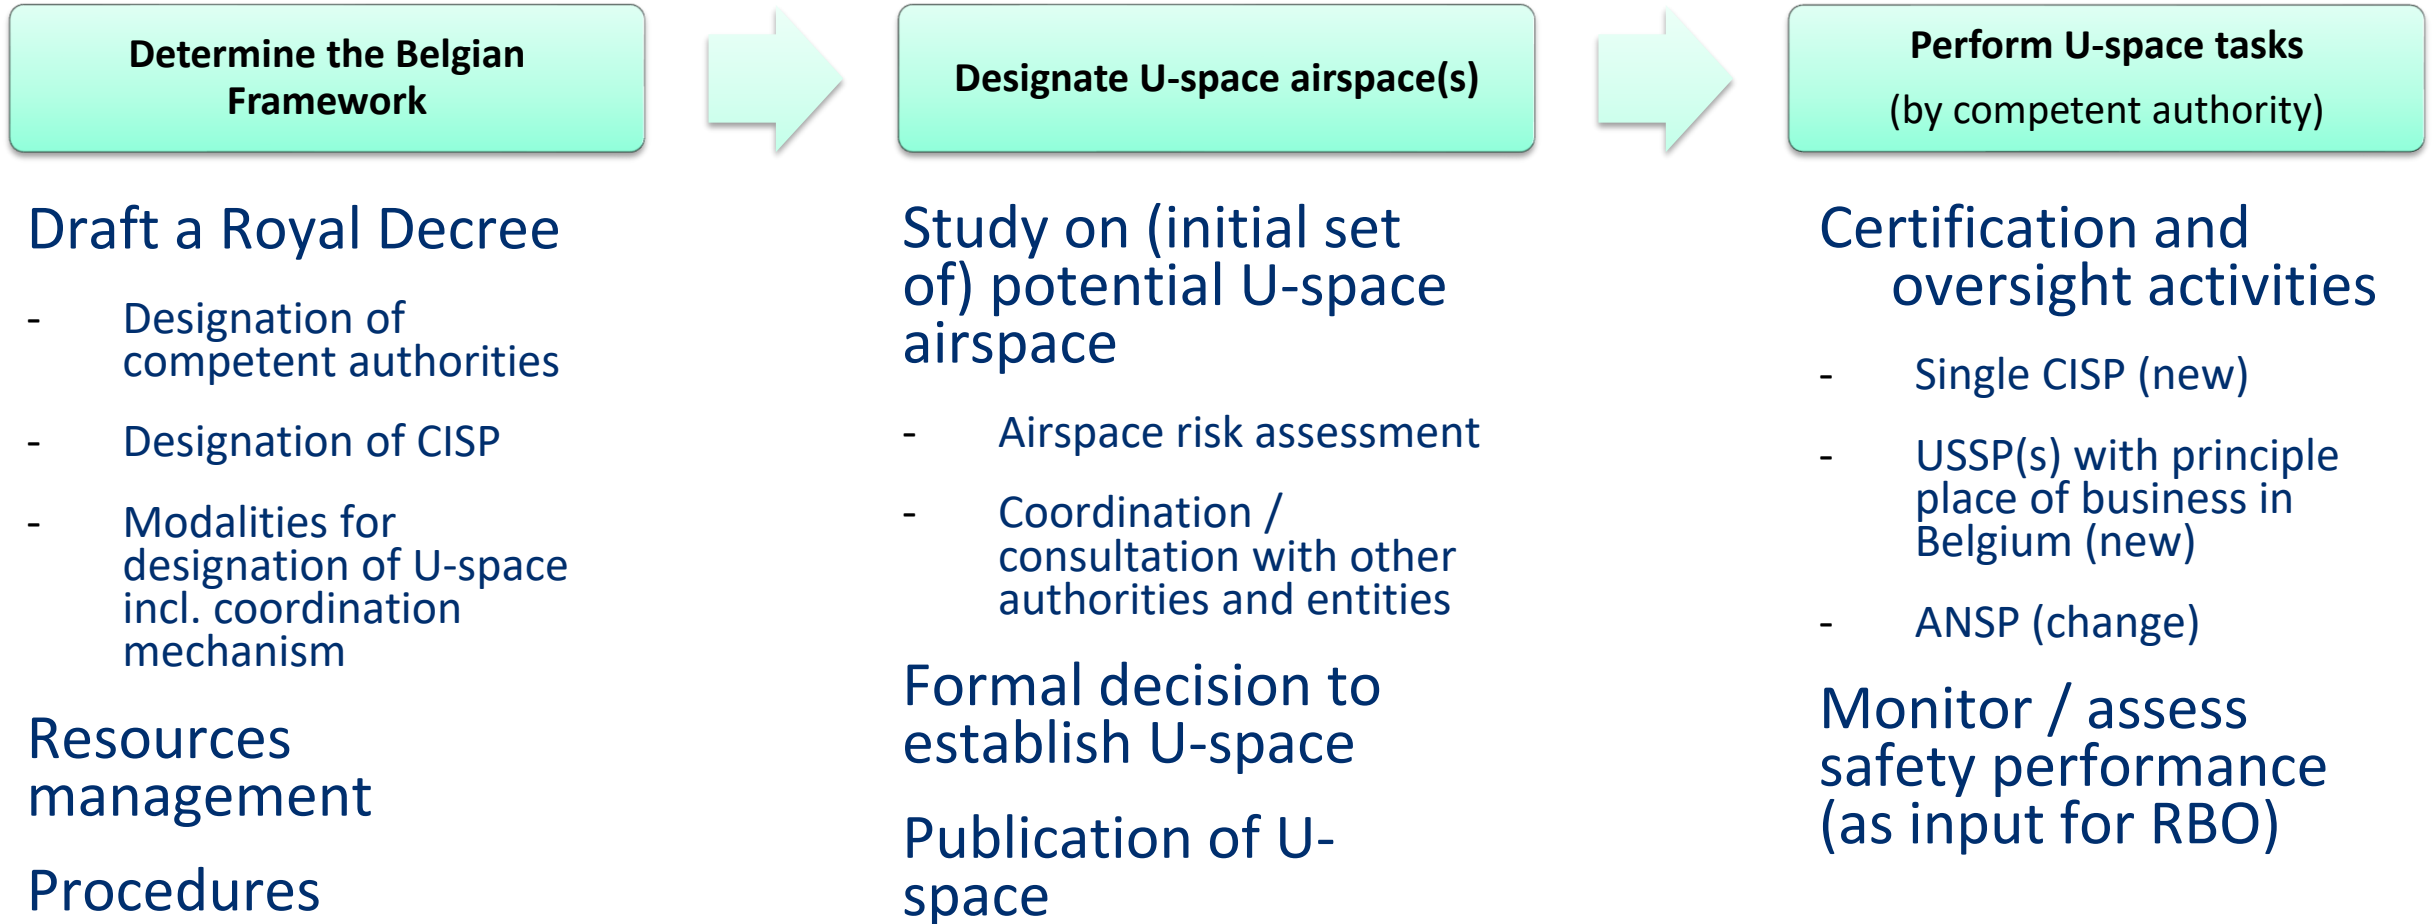 Determine the Belgian
Framework
Designate U-space airspace(s)
Perform U-space tasks
(by competent authority)
Draft a Royal Decree
- Designation of
competent authorities
- Designation of CISP
- Modalities for
designation of U-space
incl. coordination
mechanism
Resources
management
Procedures
Study on (initial set
of) potential U-space
airspace
- Airspace risk assessment
- Coordination /
consultation with other
authorities and entities
Formal decision to
establish U-space
Publication of U-
space
Certification and
oversight activities
- Single CISP (new)
- USSP(s) with principle
place of business in
Belgium (new)
- ANSP (change)
Monitor / assess
safety performance
(as input for RBO)